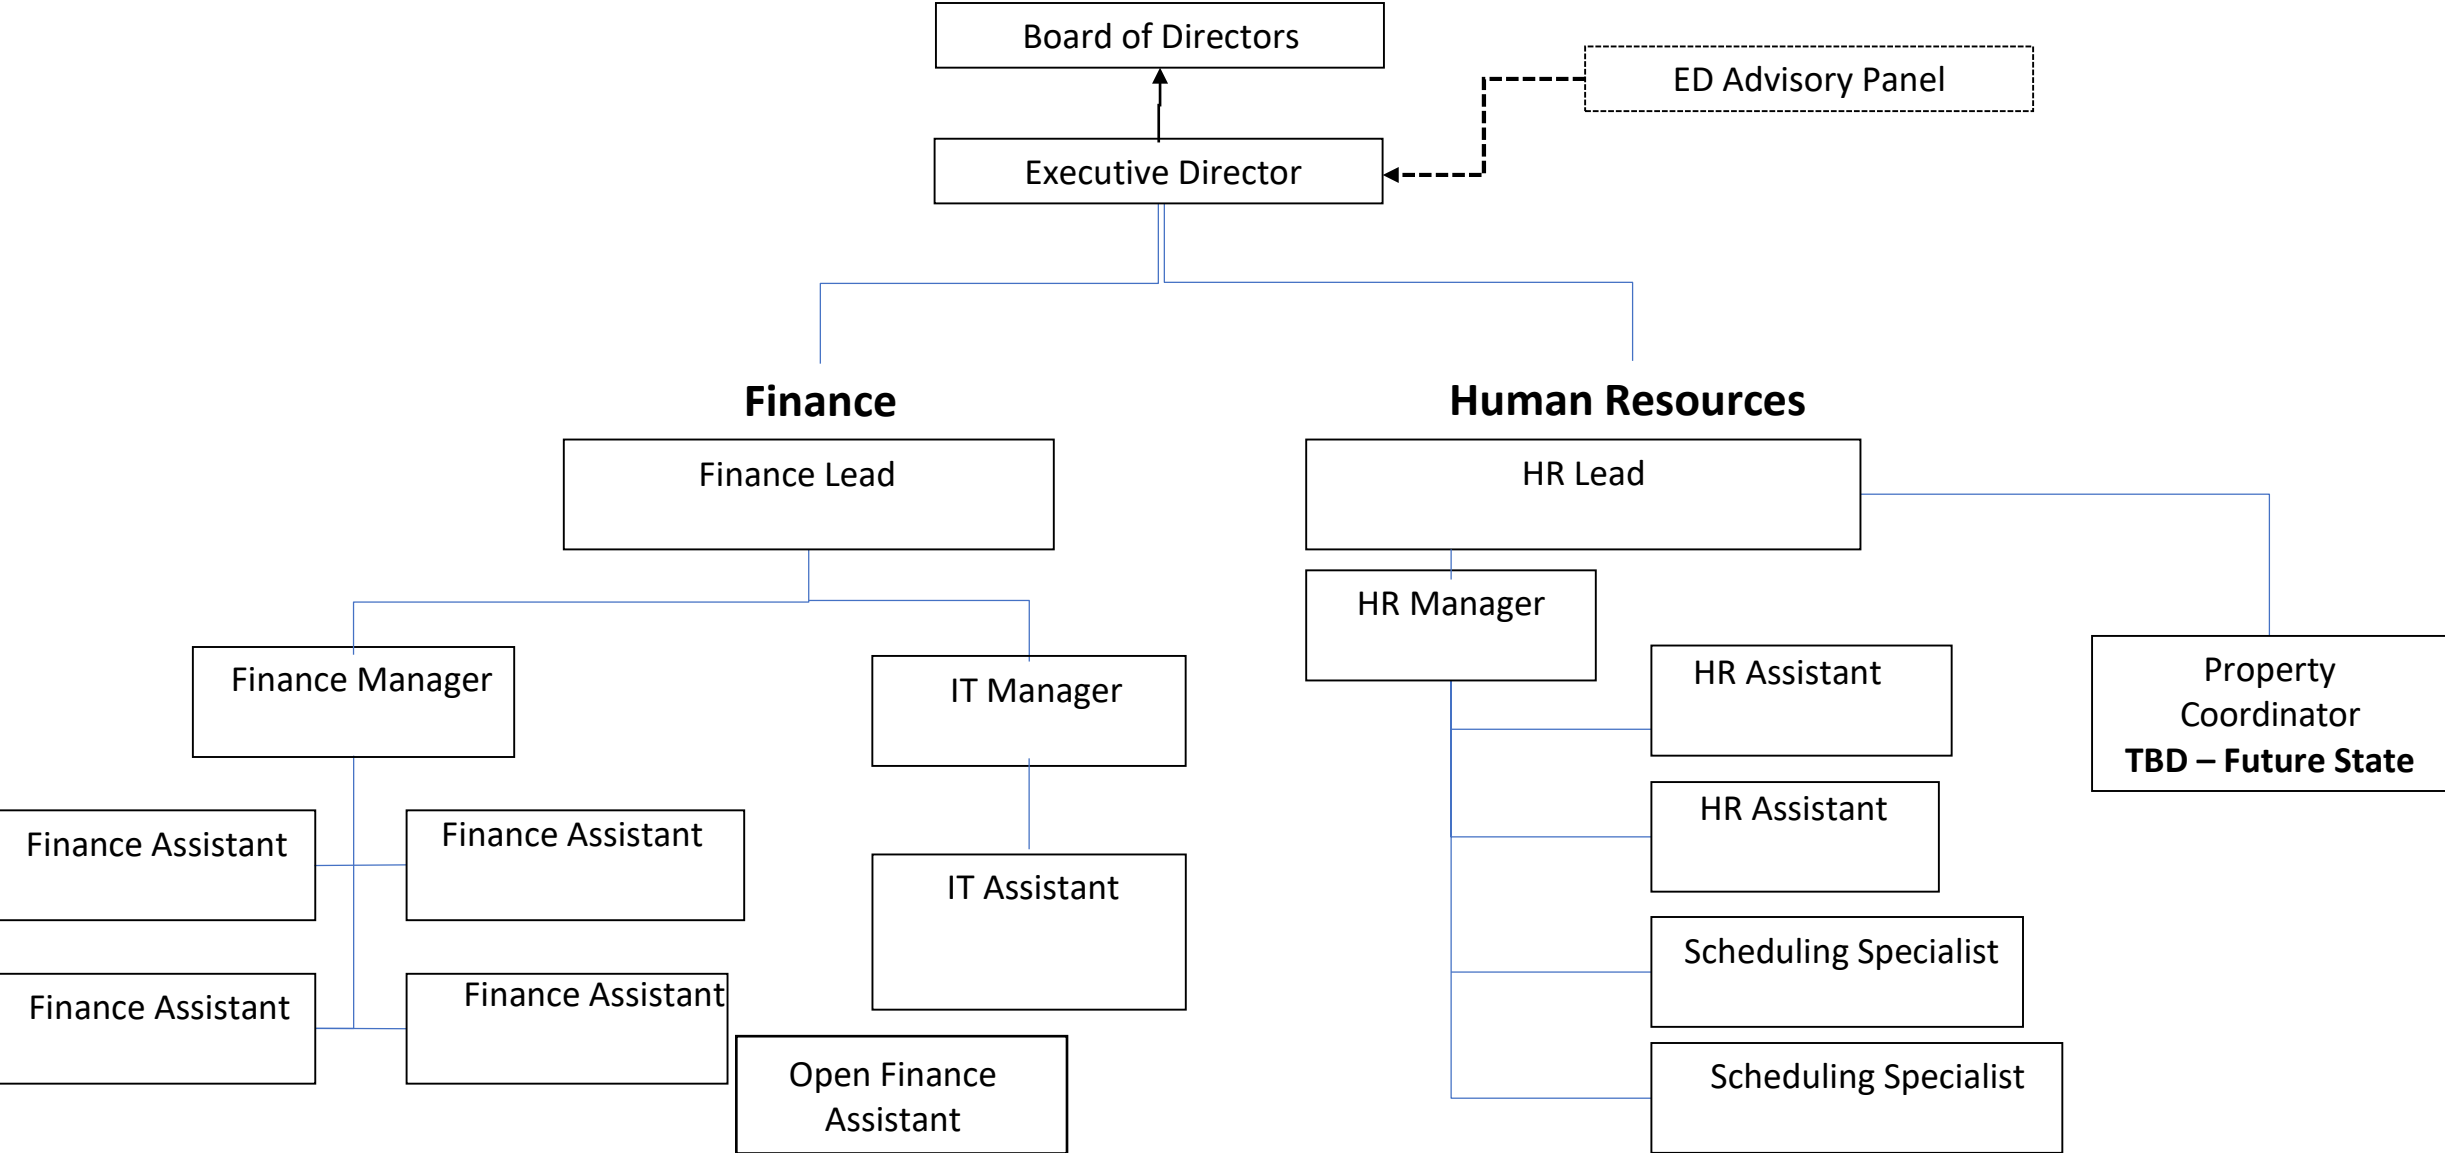 Board of Directors
ED Advisory Panel
Executive Director
Finance
Human Resources
Finance Lead
HR Lead
HR Manager
Finance Manager
IT Manager
HR Assistant
Property
Coordinator
TBD – Future State
HR Assistant
Finance Assistant
Finance Assistant
IT Assistant
Scheduling Specialist
Finance Assistant
Finance Assistant
Open Finance
Assistant
Scheduling Specialist